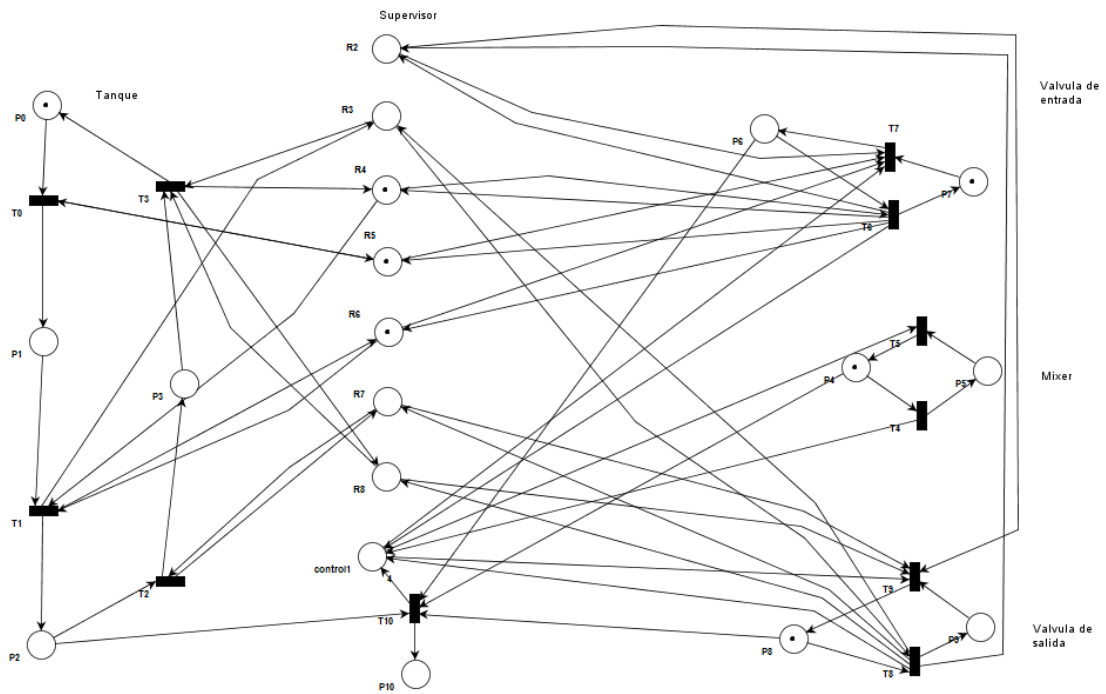 Supervisor
R2
Tanque
Valvula de
entrada
P0
R3
P6
T7
T3
R4
P7
T0
T6
R5
R6
P1
T5
P4
P5
Mixer
P3
R7
T4
R8
T1
control1
4
T2
T9
T10
P9
Valvula de
salida
P2
P8
T8
P10